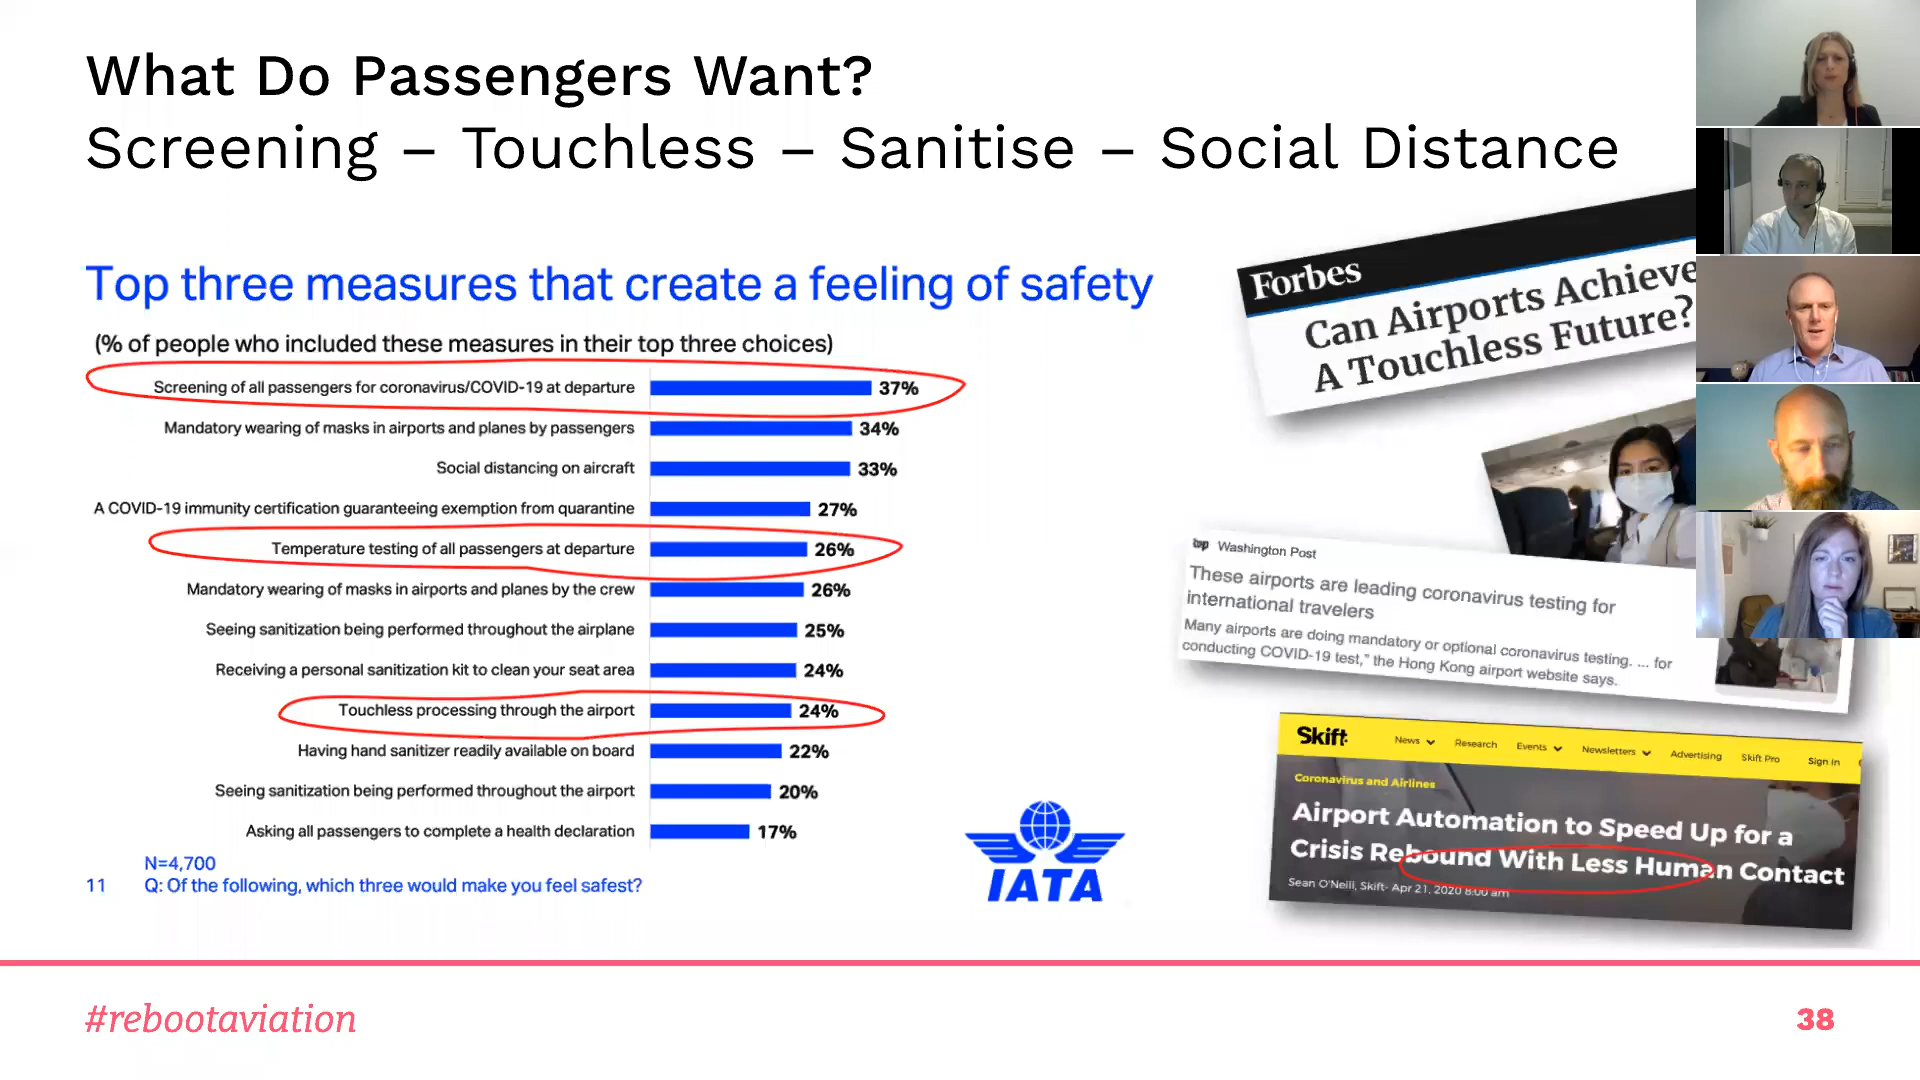 What Do Passengers Want?
Screening – Touchless – Sanitise – Social Distance
Top three measures that create a feeling of safety
(% of people who included these measures in their top three choices)
Screening of all passengers for coronavirus/COVID-19 at departure 37%
Mandatory wearing of masks in airports and planes by passengers 34%
Social distancing on aircraft 33%
A COVID-19 immunity certification guaranteeing exemption from quarantine 27%
Temperature testing of all passengers at departure 26%
Mandatory wearing of masks in airports and planes by the crew 26%
Seeing sanitization being performed throughout the airplane 25%
Receiving a personal sanitization kit to clean your seat area 24%
Touchless processing through the airport 24%
Having hand sanitizer readily available on board 22%
Seeing sanitization being performed throughout the airport 20%
Asking all passengers to complete a health declaration 17%
N=4,700
11 Q: Of the following, which three would make you feel safest?
IATA
Forbes
Can Airports Achieve
A Touchless Future?
wp Washington Post
These airports are leading coronavirus testing for
international travelers
Many airports are doing mandatory or optional coronavirus testing. ... for
conducting COVID-19 test," the Hong Kong airport website says.
Skift
News Research Events Newsletters Advertising Skift Pro Sign In
Coronavirus and Airlines
Airport Automation to Speed Up for a
Crisis Rebound With Less Human Contact
Sean O'Neill, Skift - Apr 21, 2020 8:00 am
#rebootaviation
38